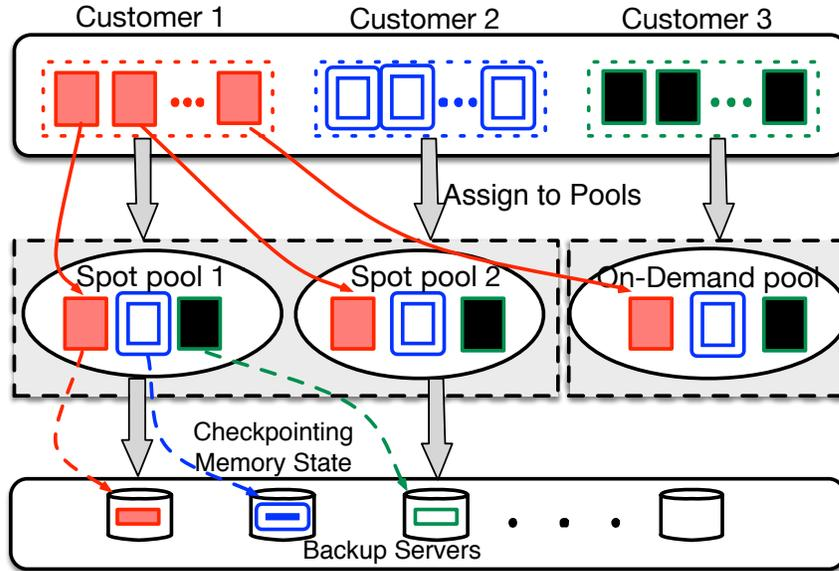 Customer 1
Customer 2
Customer 3
Assign to Pools
Spot pool 1
Spot pool 2
On-Demand pool
Checkpointing
Memory State
Backup Servers